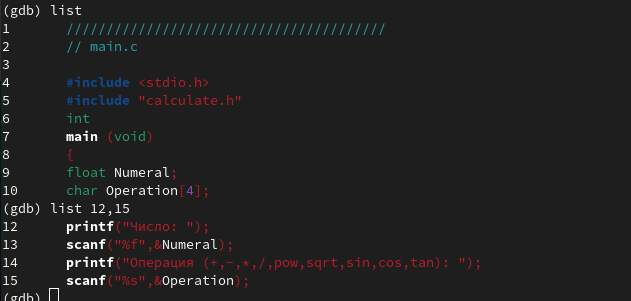 (gdb) list
1       ////////////////////////////////////////
2       // main.c
3
4       #include <stdio.h>
5       #include "calculate.h"
6       int
7       main (void)
8       {
9       float Numeral;
10      char Operation[4];
(gdb) list 12,15
12      printf("Число: ");
13      scanf("%f",&Numeral);
14      printf("Операция (+,-,*,/,pow,sqrt,sin,cos,tan): ");
15      scanf("%s",&Operation);
(gdb)